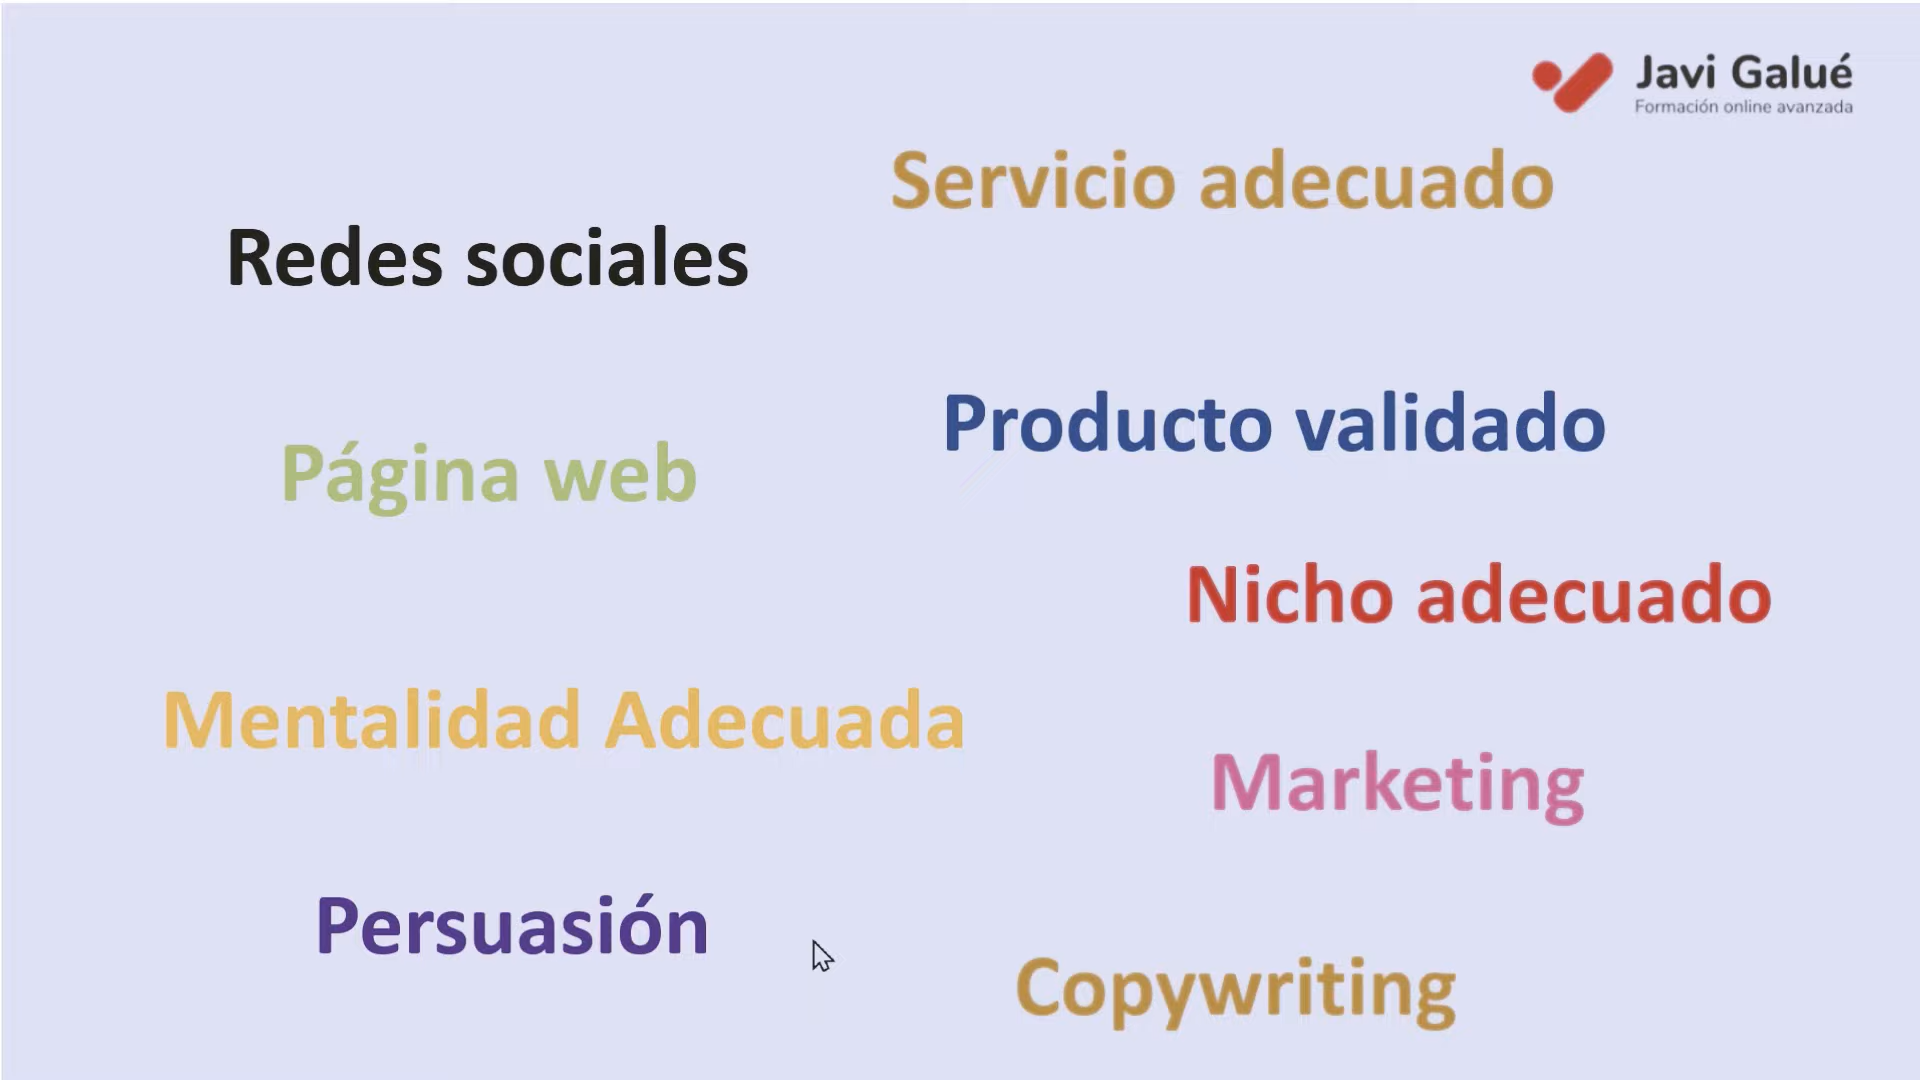 Javi Galué
Formación online avanzada
Servicio adecuado
Redes sociales
Producto validado
Página web
Nicho adecuado
Mentalidad Adecuada
Marketing
Persuasión
Copywriting